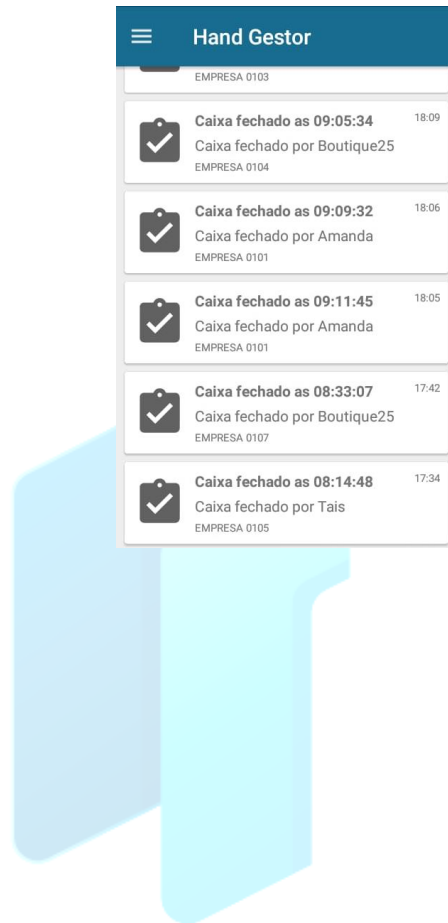 Hand Gestor
EMPRESA 0103
Caixa fechado as 09:05:34 18:09
Caixa fechado por Boutique25
EMPRESA 0104
Caixa fechado as 09:09:32 18:06
Caixa fechado por Amanda
EMPRESA 0101
Caixa fechado as 09:11:45 18:05
Caixa fechado por Amanda
EMPRESA 0101
Caixa fechado as 08:33:07 17:42
Caixa fechado por Boutique25
EMPRESA 0107
Caixa fechado as 08:14:48 17:34
Caixa fechado por Tais
EMPRESA 0105